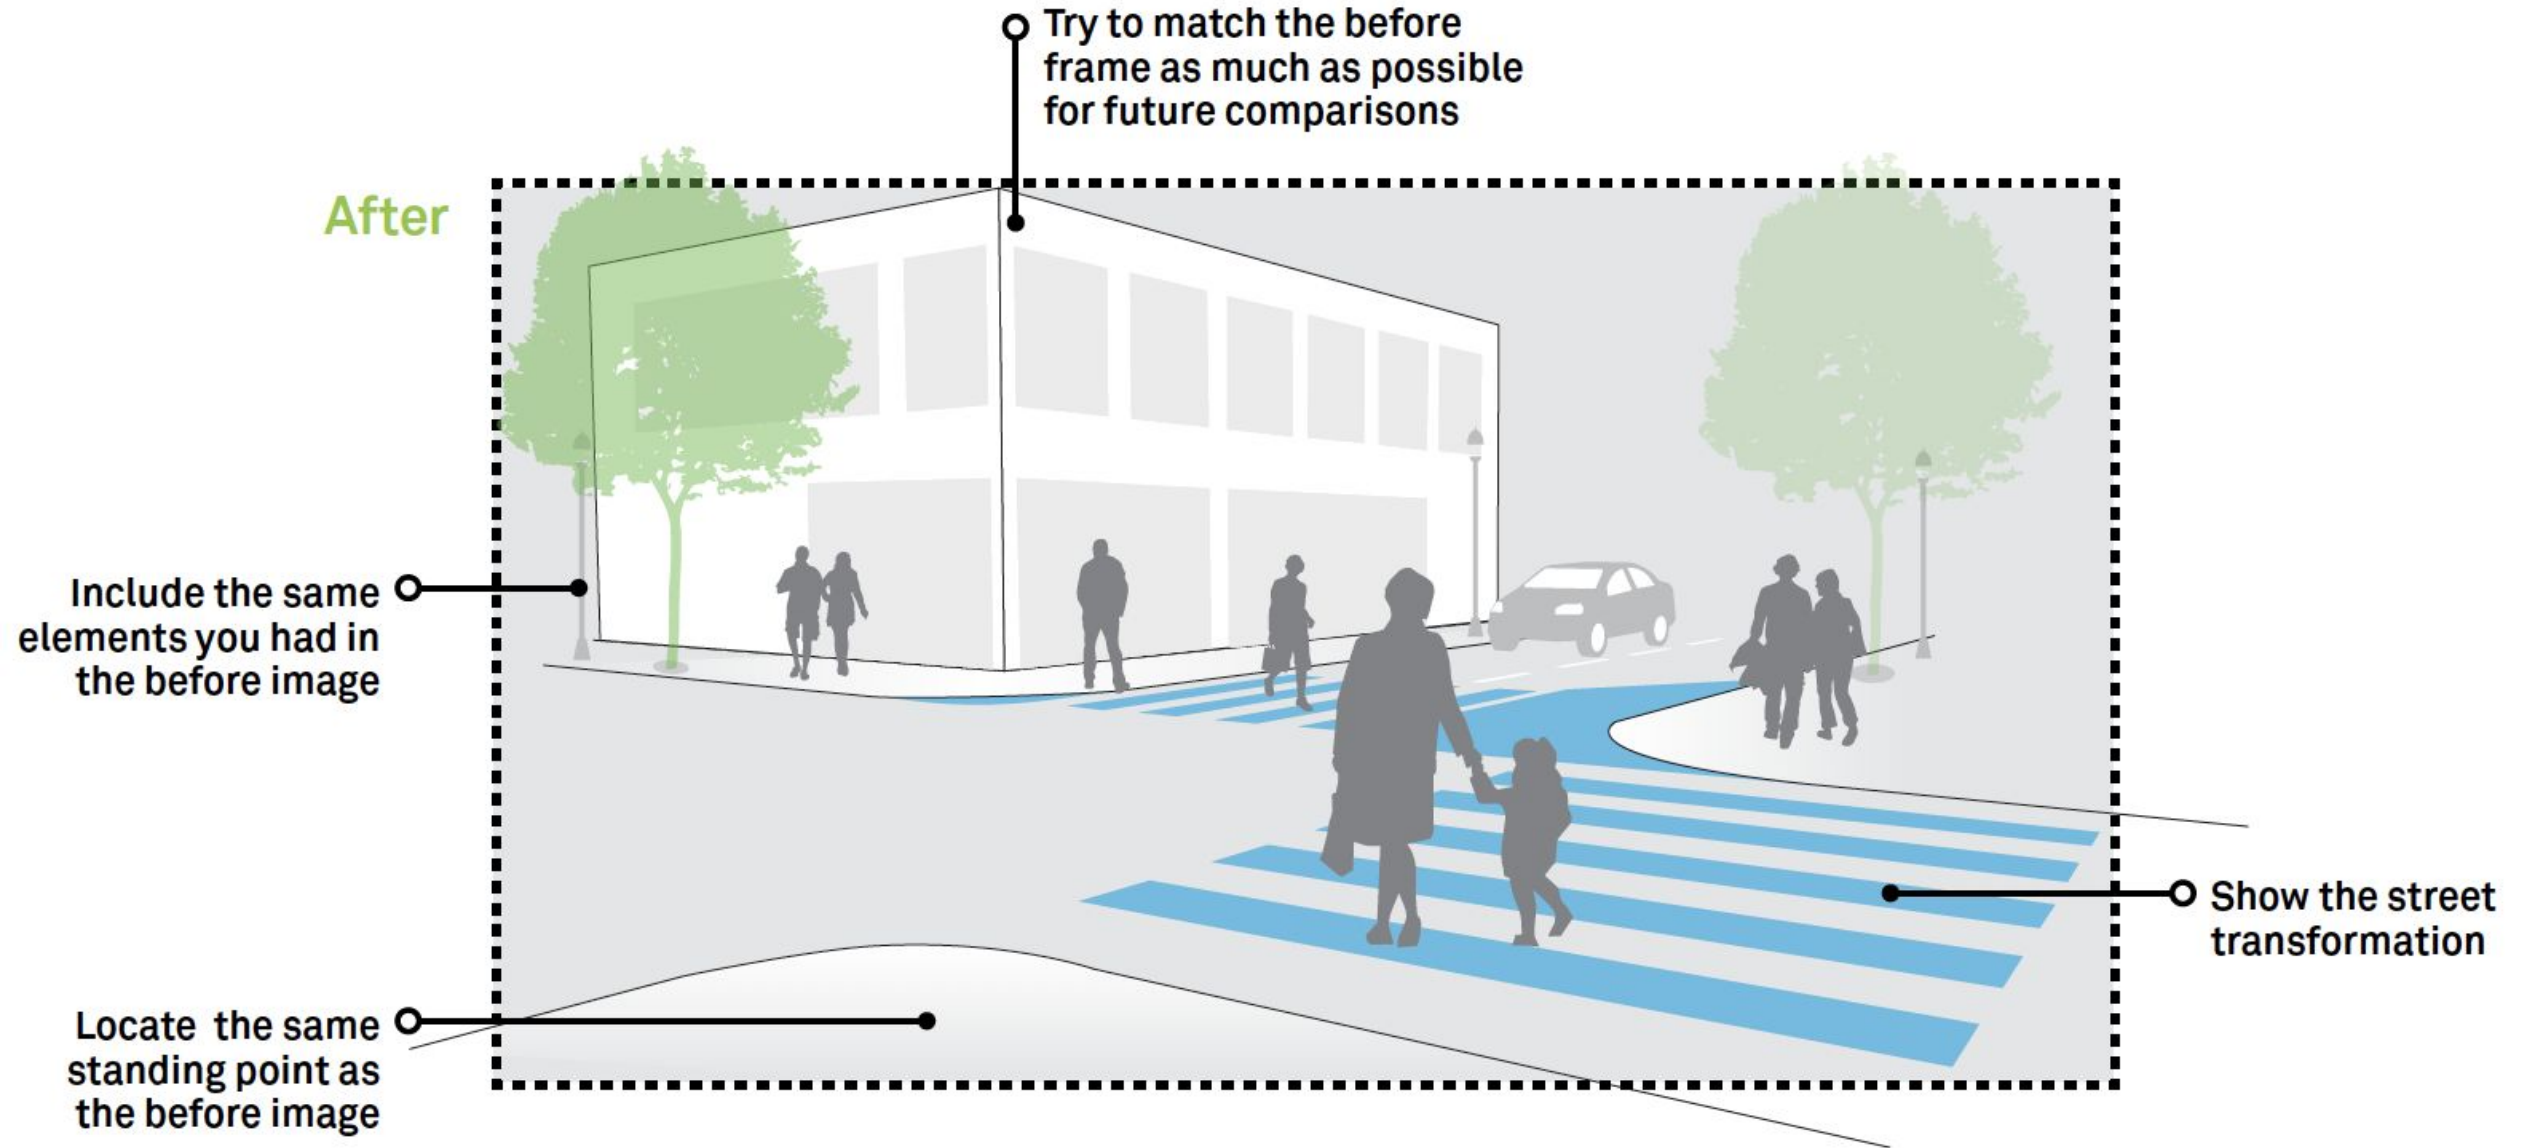 Try to match the before
frame as much as possible
for future comparisons
After
Include the same
elements you had in
the before image
Show the street
transformation
Locate the same
standing point as
the before image